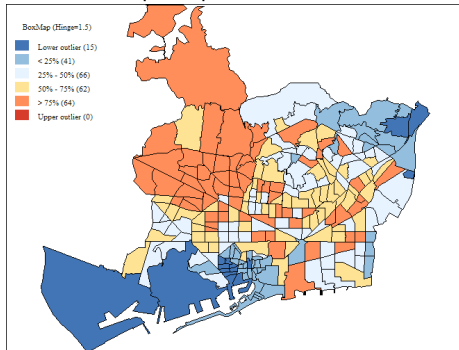 BoxMap (Hinge=1.5)
Lower outlier (15)
< 25% (41)
25% - 50% (66)
50% - 75% (62)
> 75% (64)
Upper outlier (0)